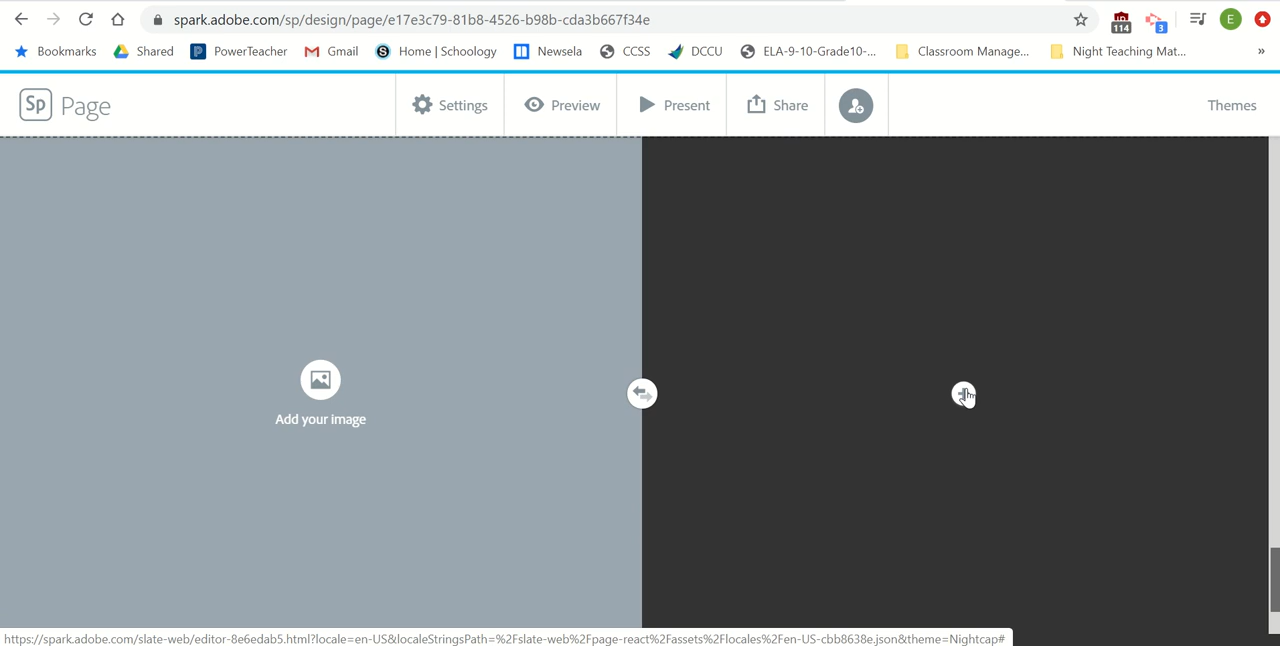 spark.adobe.com/sp/design/page/e17e3c79-81b8-4526-b98b-cda3b667f34e
114
3
E
Bookmarks Shared PowerTeacher Gmail S Home | Schoology Newsela CCSS DCCU ELA-9-10-Grade10-... Classroom Manage... Night Teaching Mat... »
Sp Page Settings Preview Present Share Themes
Add your image
https://spark.adobe.com/slate-web/editor-8e6edab5.html?locale=en-US&localeStringsPath=%2Fslate-web%2Fpage-react%2Fassets%2Flocales%2Fen-US-cbb8638e.json&theme=Nightcap#